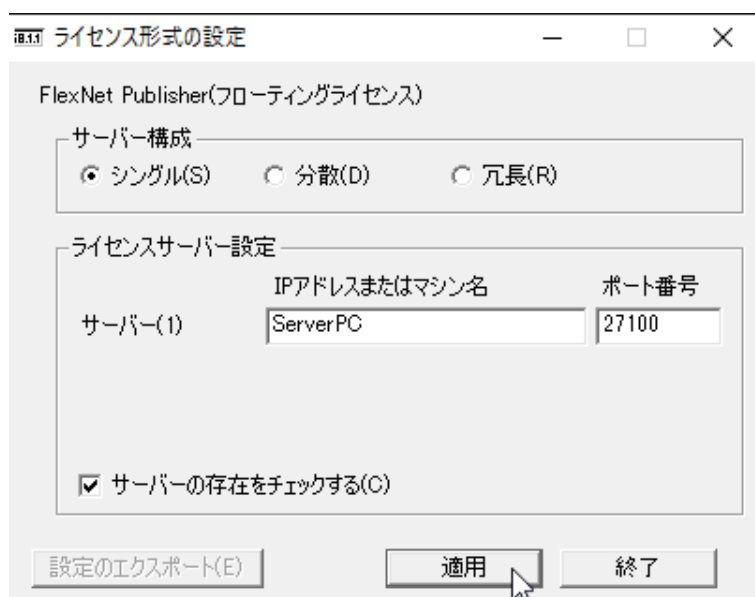 i8.1.1 ライセンス形式の設定
FlexNet Publisher(フローティングライセンス)
サーバー構成
シングル(S) 分散(D) 冗長(R)
ライセンスサーバー設定
IPアドレスまたはマシン名 ポート番号
サーバー(1) ServerPC 27100
サーバーの存在をチェックする(C)
設定のエクスポート(E) 適用 終了